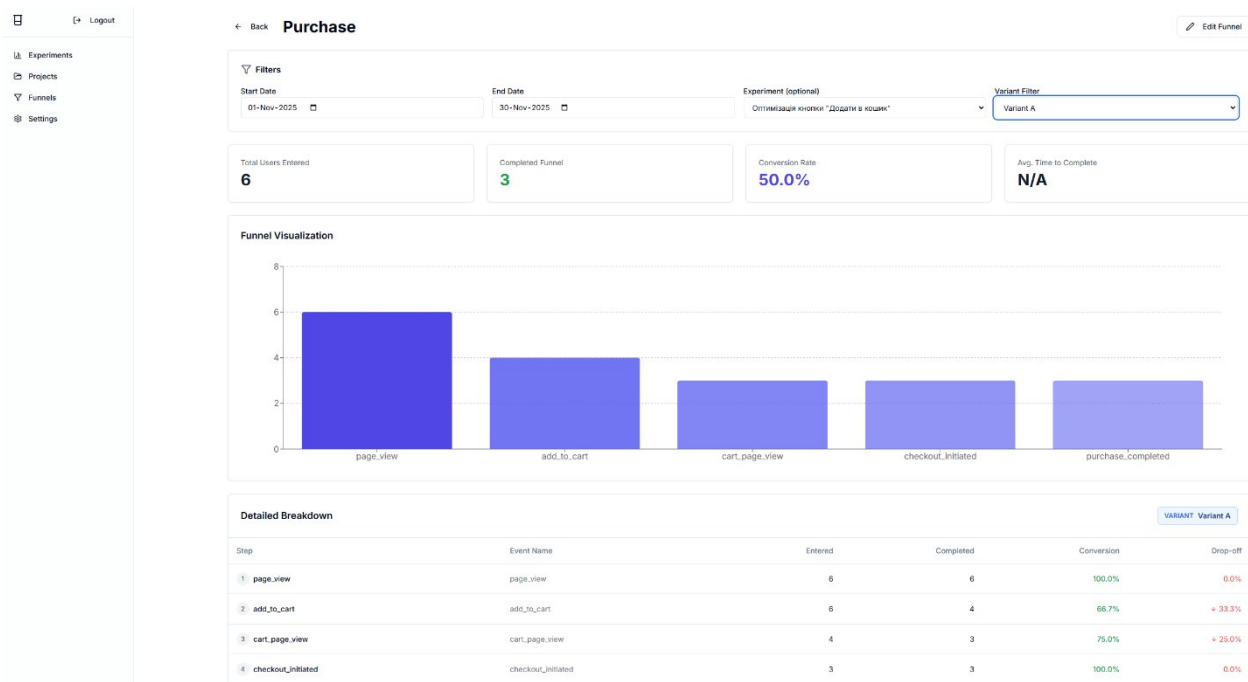 Logout
Experiments
Projects
Funnels
Settings
← Back Purchase
Edit Funnel
Filters
Start Date End Date Experiment (optional) Variant Filter
01-Nov-2025 30-Nov-2025 Оптимізація кнопки "Додати в кошик" Variant A
Total Users Entered Completed Funnel Conversion Rate Avg. Time to Complete
6 3 50.0% N/A
Funnel Visualization
8
6
4
2
0
page_view add_to_cart cart_page_view checkout_initiated purchase_completed
Detailed Breakdown VARIANT Variant A
Step Event Name Entered Completed Conversion Drop-off
1 page_view page_view 6 6 100.0% 0.0%
2 add_to_cart add_to_cart 6 4 66.7% ↓ 33.3%
3 cart_page_view cart_page_view 4 3 75.0% ↓ 25.0%
4 checkout_initiated checkout_initiated 3 3 100.0% 0.0%